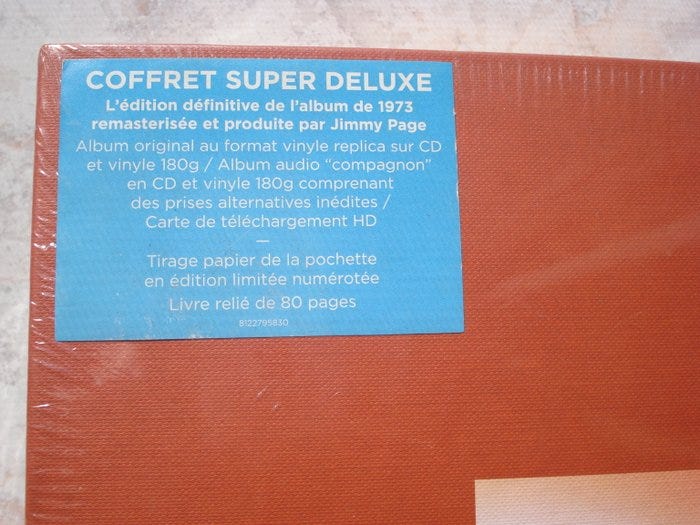 COFFRET SUPER DELUXE
L'édition définitive de l'album de 1973
remasterisée et produite par Jimmy Page
Album original au format vinyle replica sur CD
et vinyle 180g / Album audio "compagnon"
en CD et vinyle 180g comprenant
des prises alternatives inédites /
Carte de téléchargement HD
—
Tirage papier de la pochette
en édition limitée numérotée
Livre relié de 80 pages
8122795830